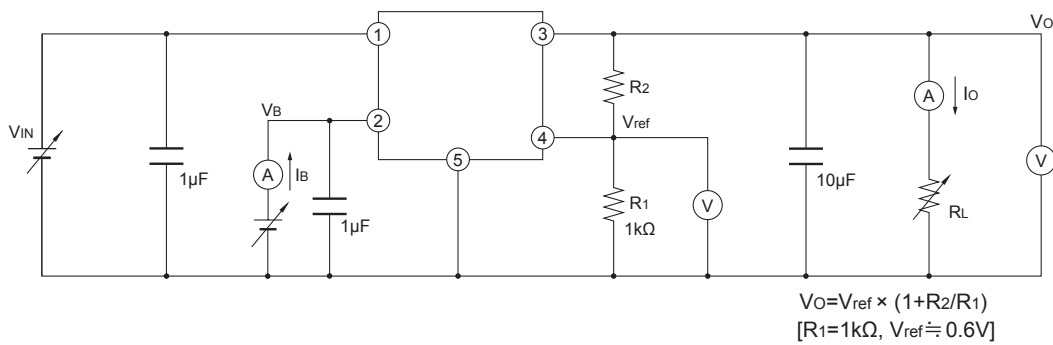 VO
1
3
R2
A
IO
VB
Vref
VIN
2
4
V
5
A
IB
1µF
10µF
R1
1kΩ
V
RL
1µF
VO=Vref × (1+R2/R1)
[R1=1kΩ, Vref≒0.6V]